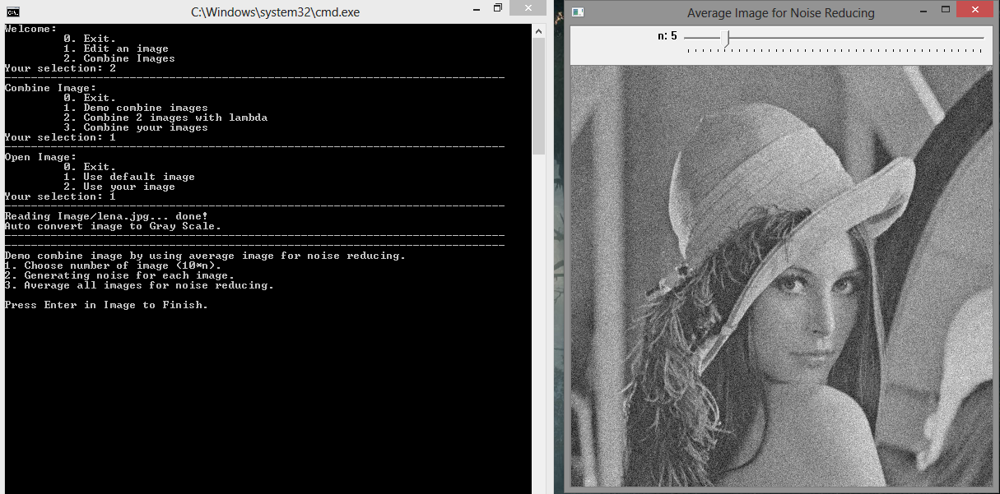 C:\Windows\system32\cmd.exe
Welcome:
0. Exit.
1. Edit an image
2. Combine Images
Your selection: 2
Combine Image:
0. Exit.
1. Demo combine images
2. Combine 2 images with lambda
3. Combine your images
Your selection: 1
Open Image:
0. Exit.
1. Use default image
2. Use your image
Your selection: 1
Reading Image/lena.jpg... done!
Auto convert image to Gray Scale.
Demo combine image by using average image for noise reducing.
1. Choose number of image (10*n).
2. Generating noise for each image.
3. Average all images for noise reducing.
Press Enter in Image to Finish.
Average Image for Noise Reducing
n: 5